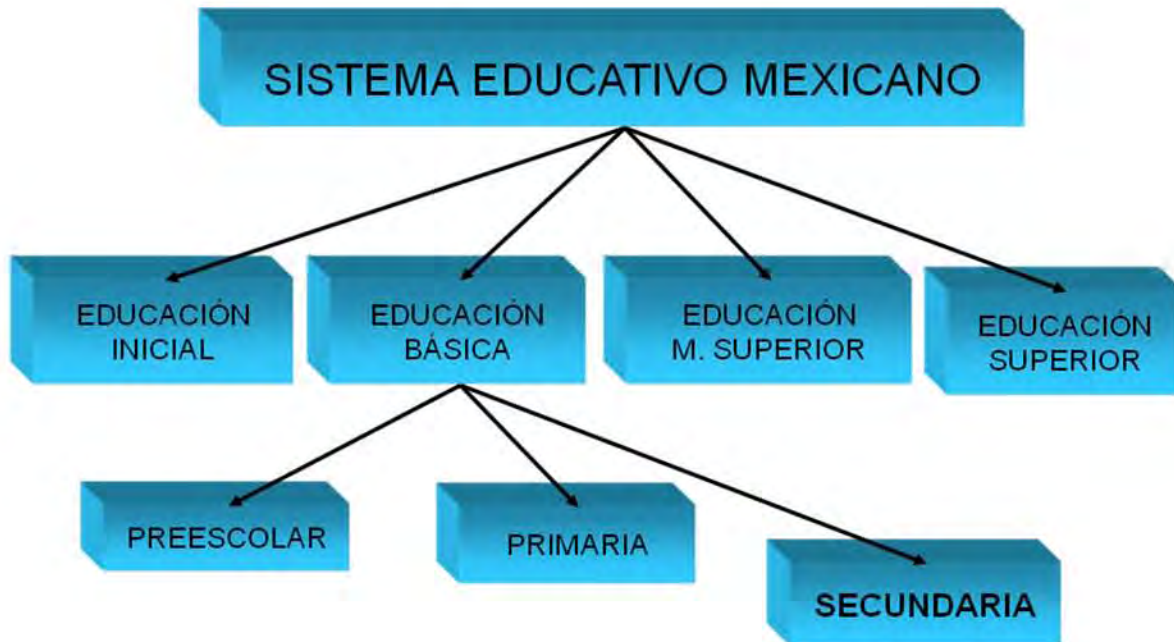 SISTEMA EDUCATIVO MEXICANO
EDUCACIÓN
INICIAL
EDUCACIÓN
BÁSICA
EDUCACIÓN
M. SUPERIOR
EDUCACIÓN
SUPERIOR
PREESCOLAR
PRIMARIA
SECUNDARIA